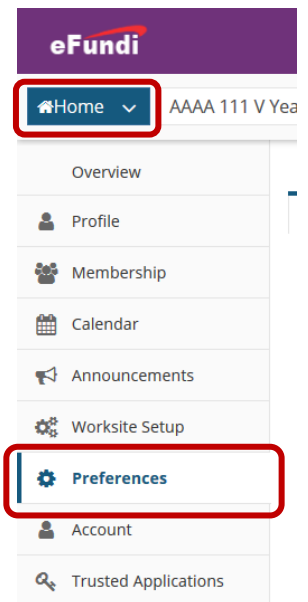 eFundi
Home AAAA 111 V Yea
Overview
Profile
Membership
Calendar
Announcements
Worksite Setup
Preferences
Account
Trusted Applications